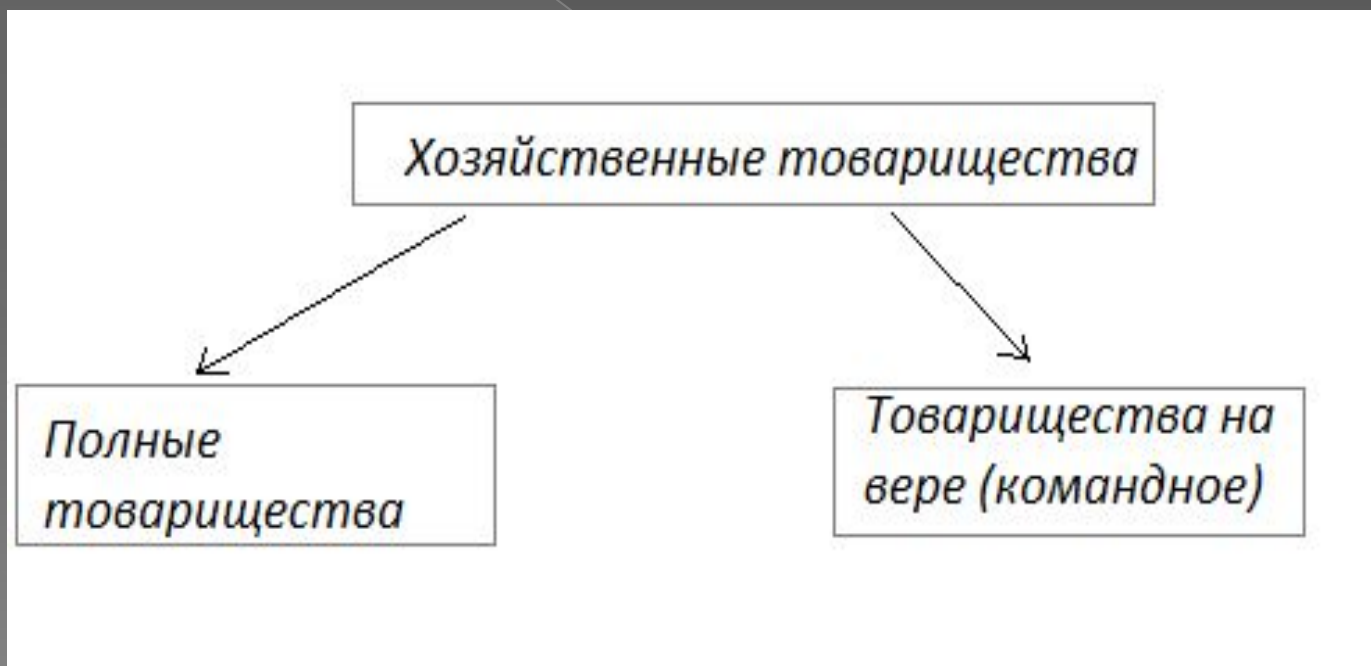 Хозяйственные товарищества
Полные
товарищества
Товарищества на
вере (командное)